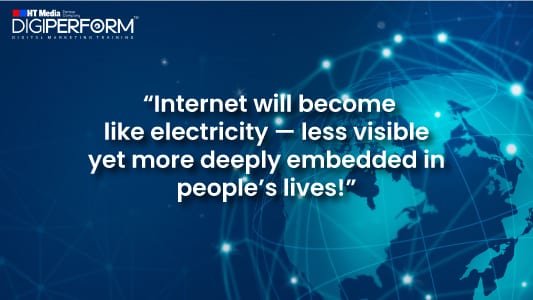 HT Media
DIGIPERFORM™
DIGITAL MARKETING TRAINING
“Internet will become
like electricity — less visible
yet more deeply embedded in
people’s lives!”